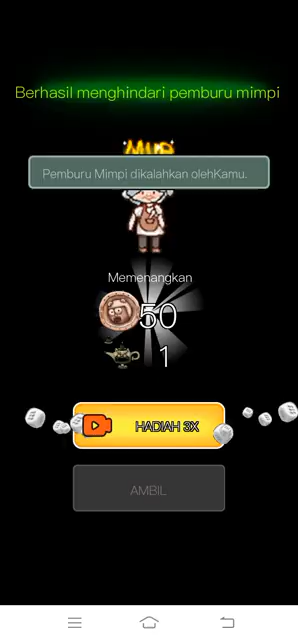 Berhasil menghindari pemburu mimpi
Pemburu Mimpi dikalahkan olehKamu.
Memenangkan
50
1
HADIAH 3X
AMBIL